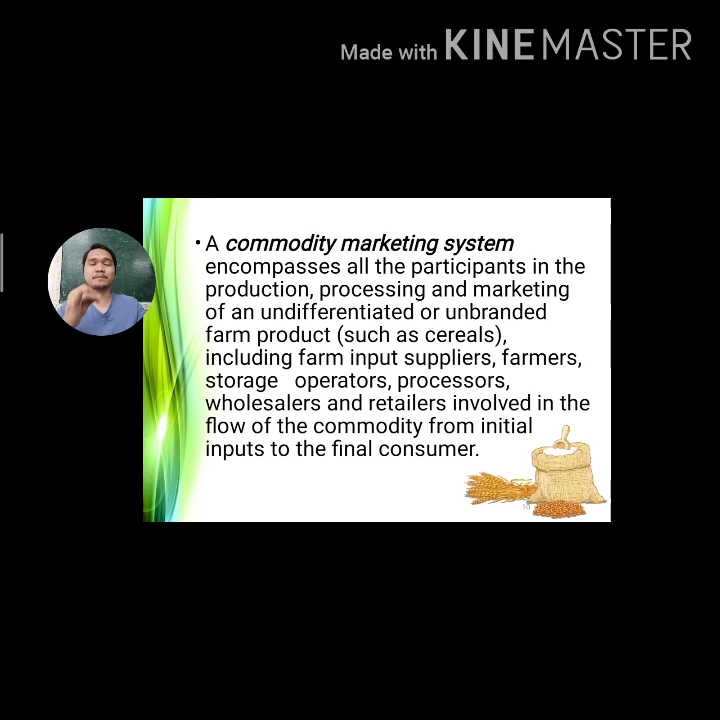 Made with KINEMASTER
• A commodity marketing system
encompasses all the participants in the
production, processing and marketing
of an undifferentiated or unbranded
farm product (such as cereals),
including farm input suppliers, farmers,
storage operators, processors,
wholesalers and retailers involved in the
flow of the commodity from initial
inputs to the final consumer.
10